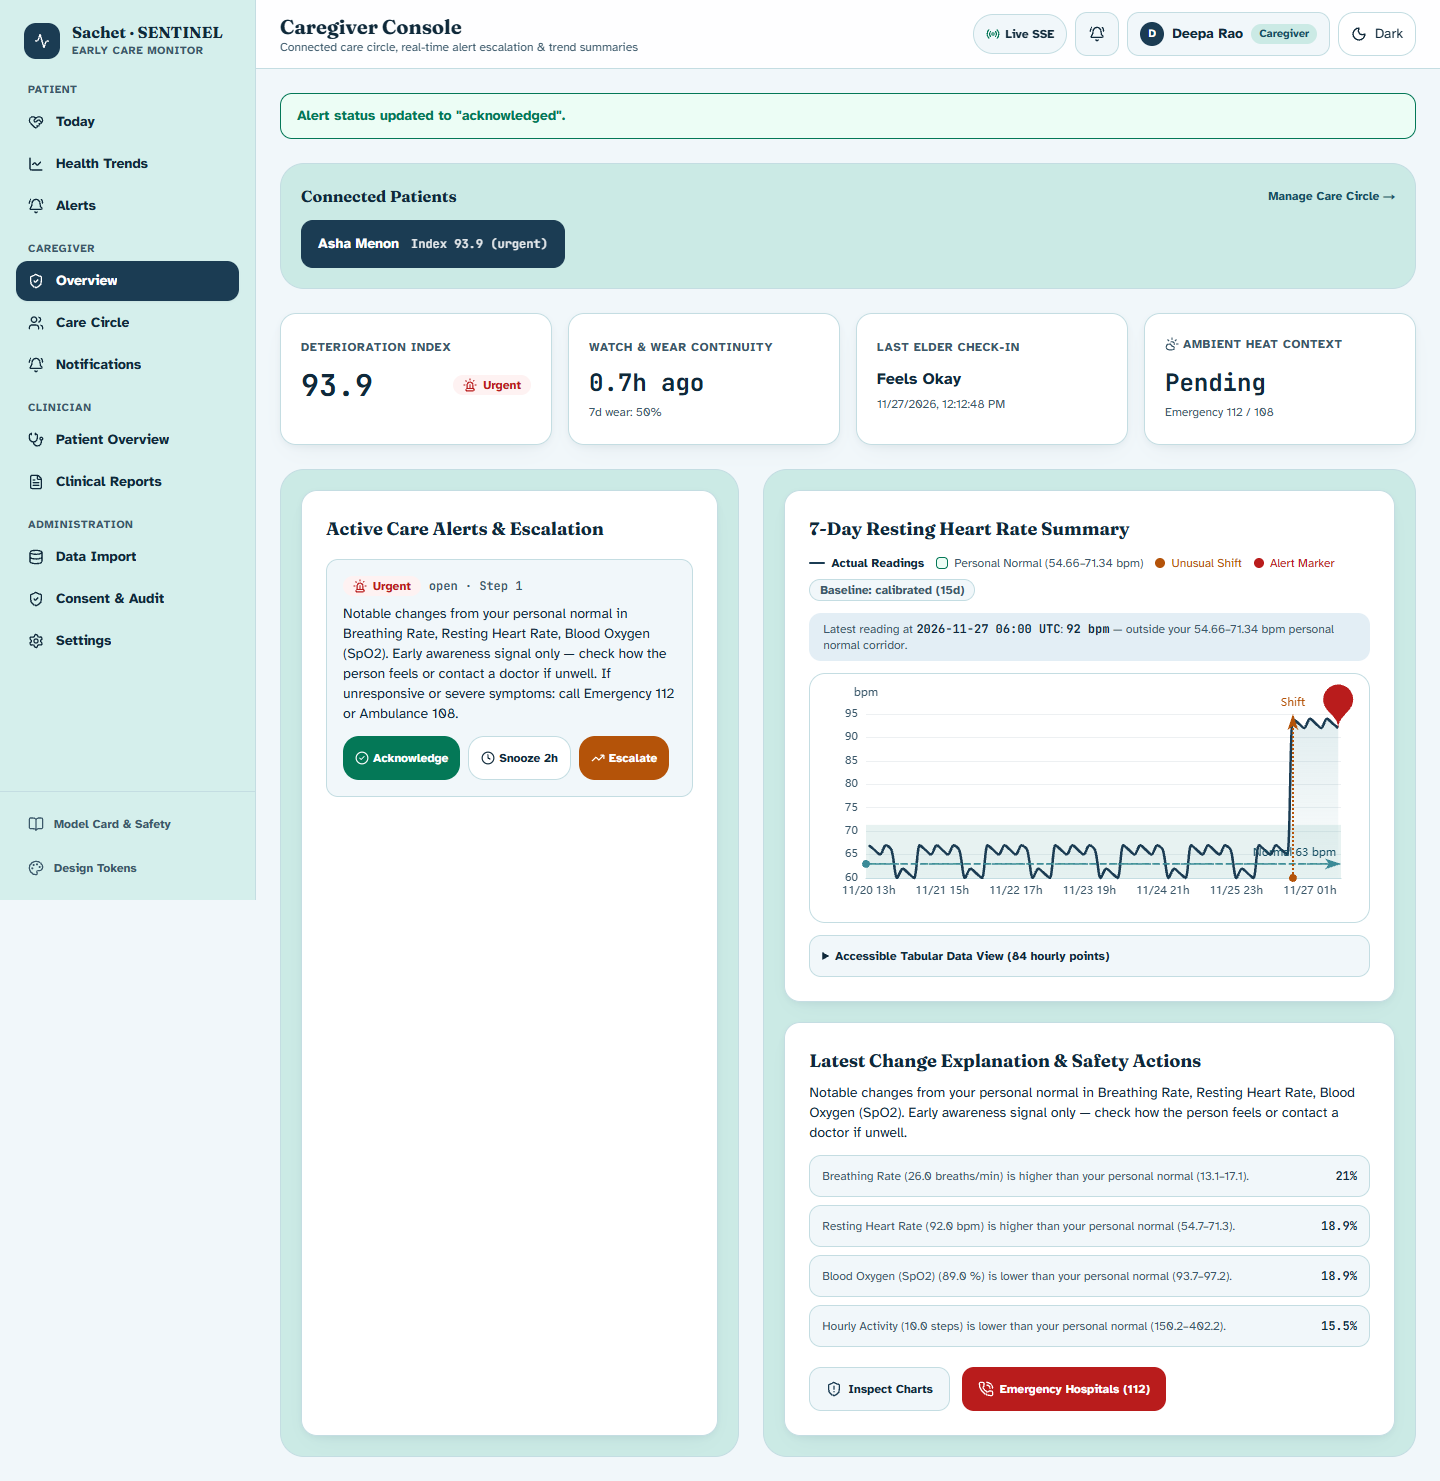 Sachet · SENTINEL
EARLY CARE MONITOR
PATIENT
Today
Health Trends
Alerts
CAREGIVER
Overview
Care Circle
Notifications
CLINICIAN
Patient Overview
Clinical Reports
ADMINISTRATION
Data Import
Consent & Audit
Settings
Model Card & Safety
Design Tokens
Caregiver Console
Connected care circle, real-time alert escalation & trend summaries
Live SSE
D Deepa Rao Caregiver
Dark
Alert status updated to "acknowledged".
Connected Patients
Manage Care Circle →
Asha Menon Index 93.9 (urgent)
DETERIORATION INDEX
93.9 Urgent
WATCH & WEAR CONTINUITY
0.7h ago
7d wear: 50%
LAST ELDER CHECK-IN
Feels Okay
11/27/2026, 12:12:48 PM
AMBIENT HEAT CONTEXT
Pending
Emergency 112 / 108
Active Care Alerts & Escalation
Urgent open · Step 1
Notable changes from your personal normal in
Breathing Rate, Resting Heart Rate, Blood Oxygen
(SpO2). Early awareness signal only — check how the
person feels or contact a doctor if unwell. If
unresponsive or severe symptoms: call Emergency 112
or Ambulance 108.
Acknowledge Snooze 2h Escalate
7-Day Resting Heart Rate Summary
Actual Readings Personal Normal (54.66–71.34 bpm) Unusual Shift Alert Marker
Baseline: calibrated (15d)
Latest reading at 2026-11-27 06:00 UTC: 92 bpm — outside your 54.66–71.34 bpm personal
normal corridor.
bpm
Shift
95
90
85
80
75
70
65
60
Normal 63 bpm
11/20 13h 11/21 15h 11/22 17h 11/23 19h 11/24 21h 11/25 23h 11/27 01h
Accessible Tabular Data View (84 hourly points)
Latest Change Explanation & Safety Actions
Notable changes from your personal normal in Breathing Rate, Resting Heart Rate, Blood
Oxygen (SpO2). Early awareness signal only — check how the person feels or contact a
doctor if unwell.
Breathing Rate (26.0 breaths/min) is higher than your personal normal (13.1–17.1). 21%
Resting Heart Rate (92.0 bpm) is higher than your personal normal (54.7–71.3). 18.9%
Blood Oxygen (SpO2) (89.0 %) is lower than your personal normal (93.7–97.2). 18.9%
Hourly Activity (10.0 steps) is lower than your personal normal (150.2–402.2). 15.5%
Inspect Charts Emergency Hospitals (112)